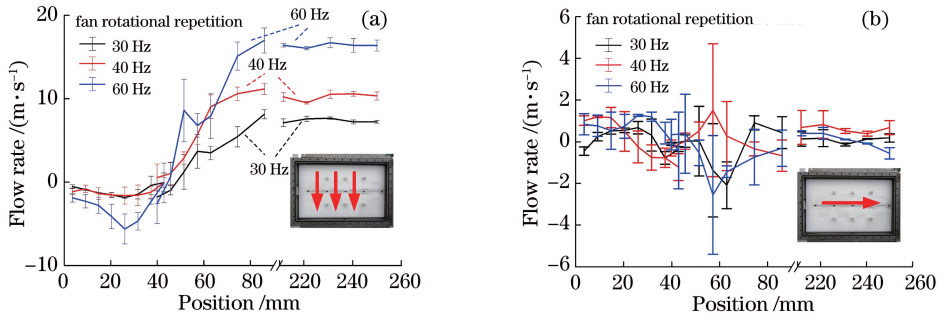 fan rotational repetition
30 Hz
40 Hz
60 Hz
60 Hz
(a)
40 Hz
30 Hz
20
10
0
−10
Flow rate /(m·s⁻¹)
0
20
40
60
80
220
240
260
Position /mm
fan rotational repetition
30 Hz
40 Hz
60 Hz
(b)
6
4
2
0
−2
−4
−6
Flow rate /(m·s⁻¹)
0
20
40
60
80
220
240
260
Position /mm